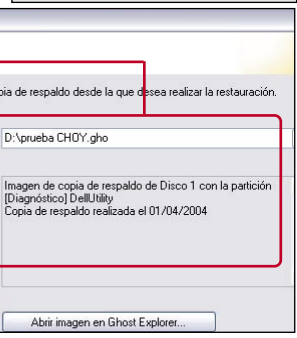 ia de respaldo desde la que desea realizar la restauración.
D:\prueba CHOY.gho
Imagen de copia de respaldo de Disco 1 con la partición
[Diagnóstico] DellUtility
Copia de respaldo realizada el 01/04/2004
Abrir imagen en Ghost Explorer...